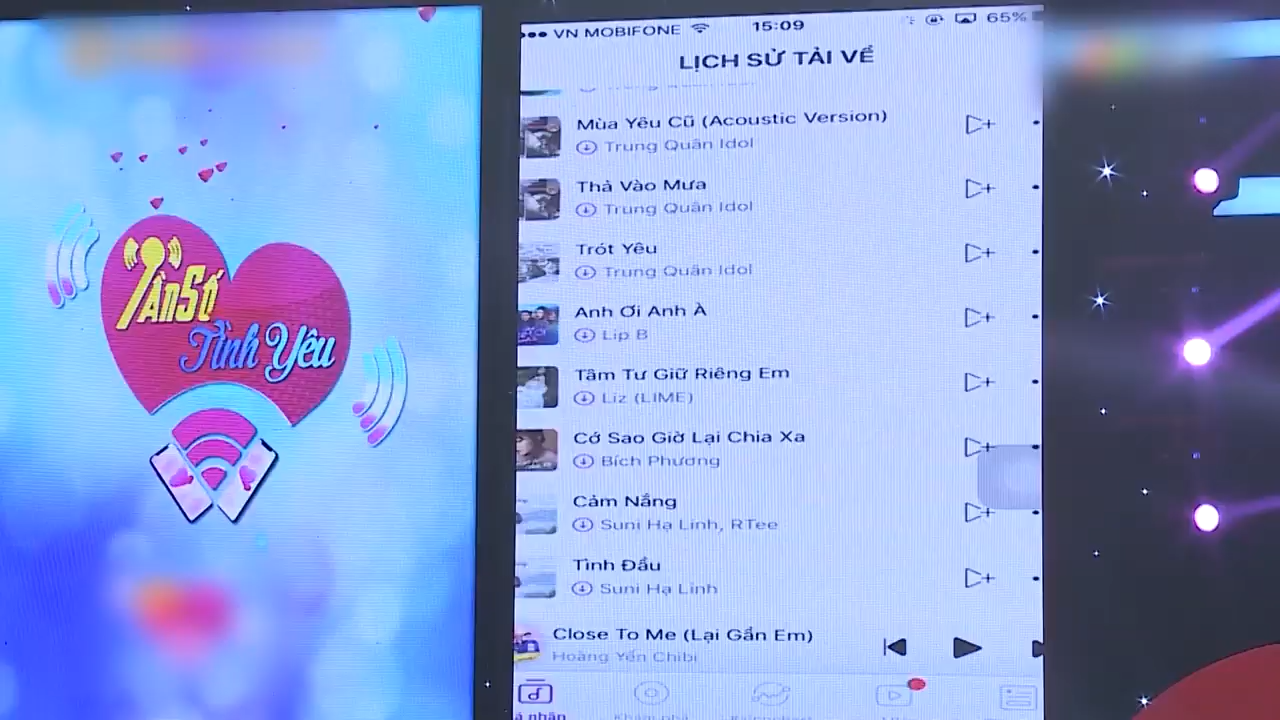 TẦN SỐ
Tình Yêu
VN MOBIFONE
15:09
65%
LỊCH SỬ TẢI VỀ
Mùa Yêu Cũ (Acoustic Version)
Trung Quân Idol
Thả Vào Mưa
Trung Quân Idol
Trót Yêu
Trung Quân Idol
Anh Ơi Anh À
Lip B
Tâm Tư Giữ Riêng Em
Liz (LIME)
Cớ Sao Giờ Lại Chia Xa
Bích Phương
Cảm Nắng
Suni Hạ Linh, RTee
Tình Đầu
Suni Hạ Linh
Close To Me (Lại Gần Em)
Hoàng Yến Chibi
nhân